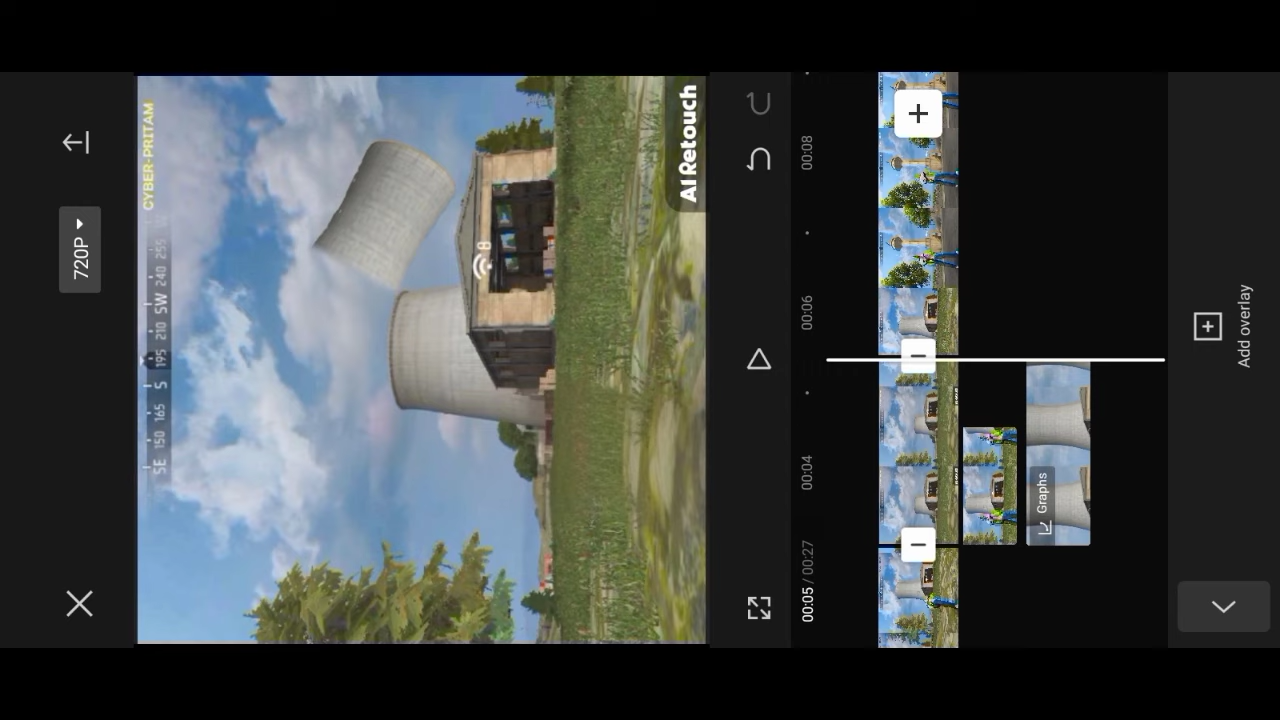 720P
CYBER-PRITAM
SE 150 165 S 195 210 SW 240 255
8
AI Retouch
00:05 / 00:27
00:04
00:06
00:08
Graphs
Add overlay